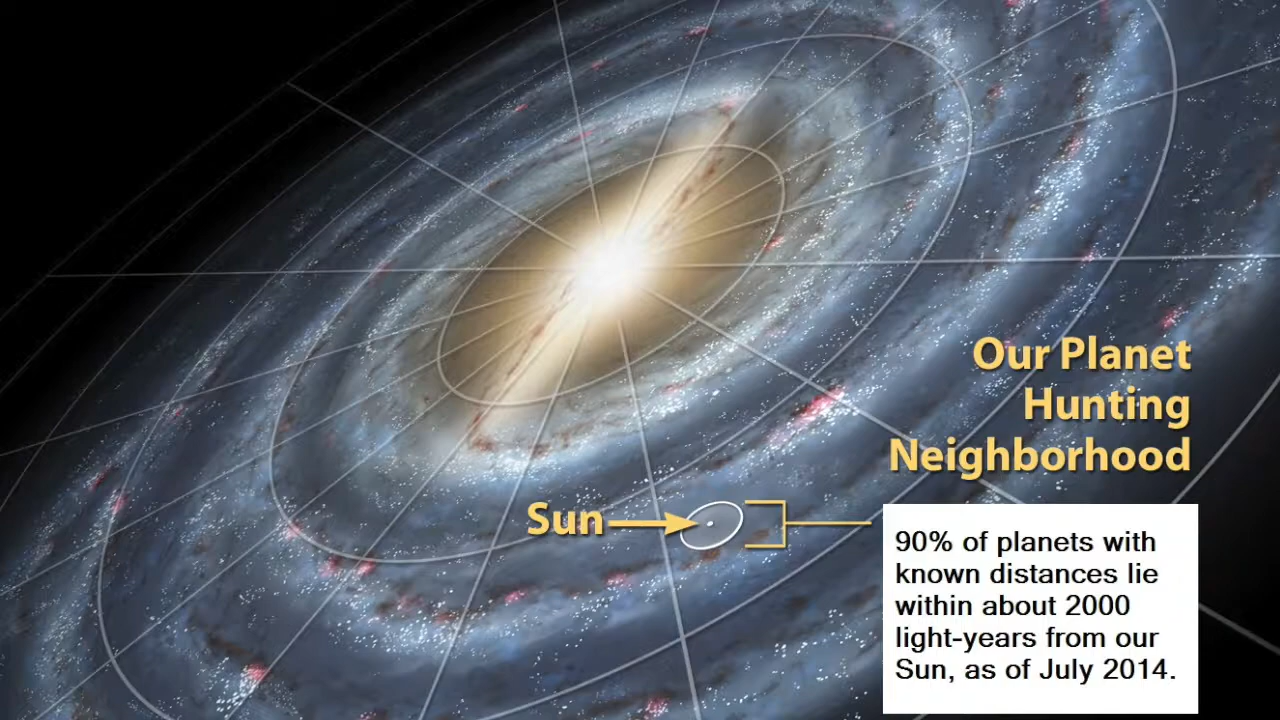 Our Planet
Hunting
Neighborhood
Sun
90% of planets with
known distances lie
within about 2000
light-years from our
Sun, as of July 2014.